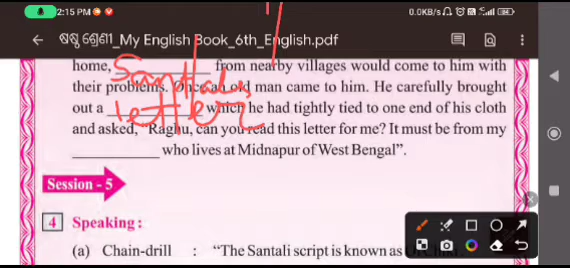 2:15 PM
0.0KB/s
ଷଷ୍ଠ ଶ୍ରେଣୀ_My English Book_6th_English.pdf
home, Santhals from nearby villages would come to him with
their problems. Once an old man came to him. He carefully brought
out a letter which he had tightly tied to one end of his cloth
and asked, "Raghu, can you read this letter for me? It must be from my
____________ who lives at Midnapur of West Bengal".
Session - 5
4 Speaking :
(a) Chain-drill : "The Santali script is known as